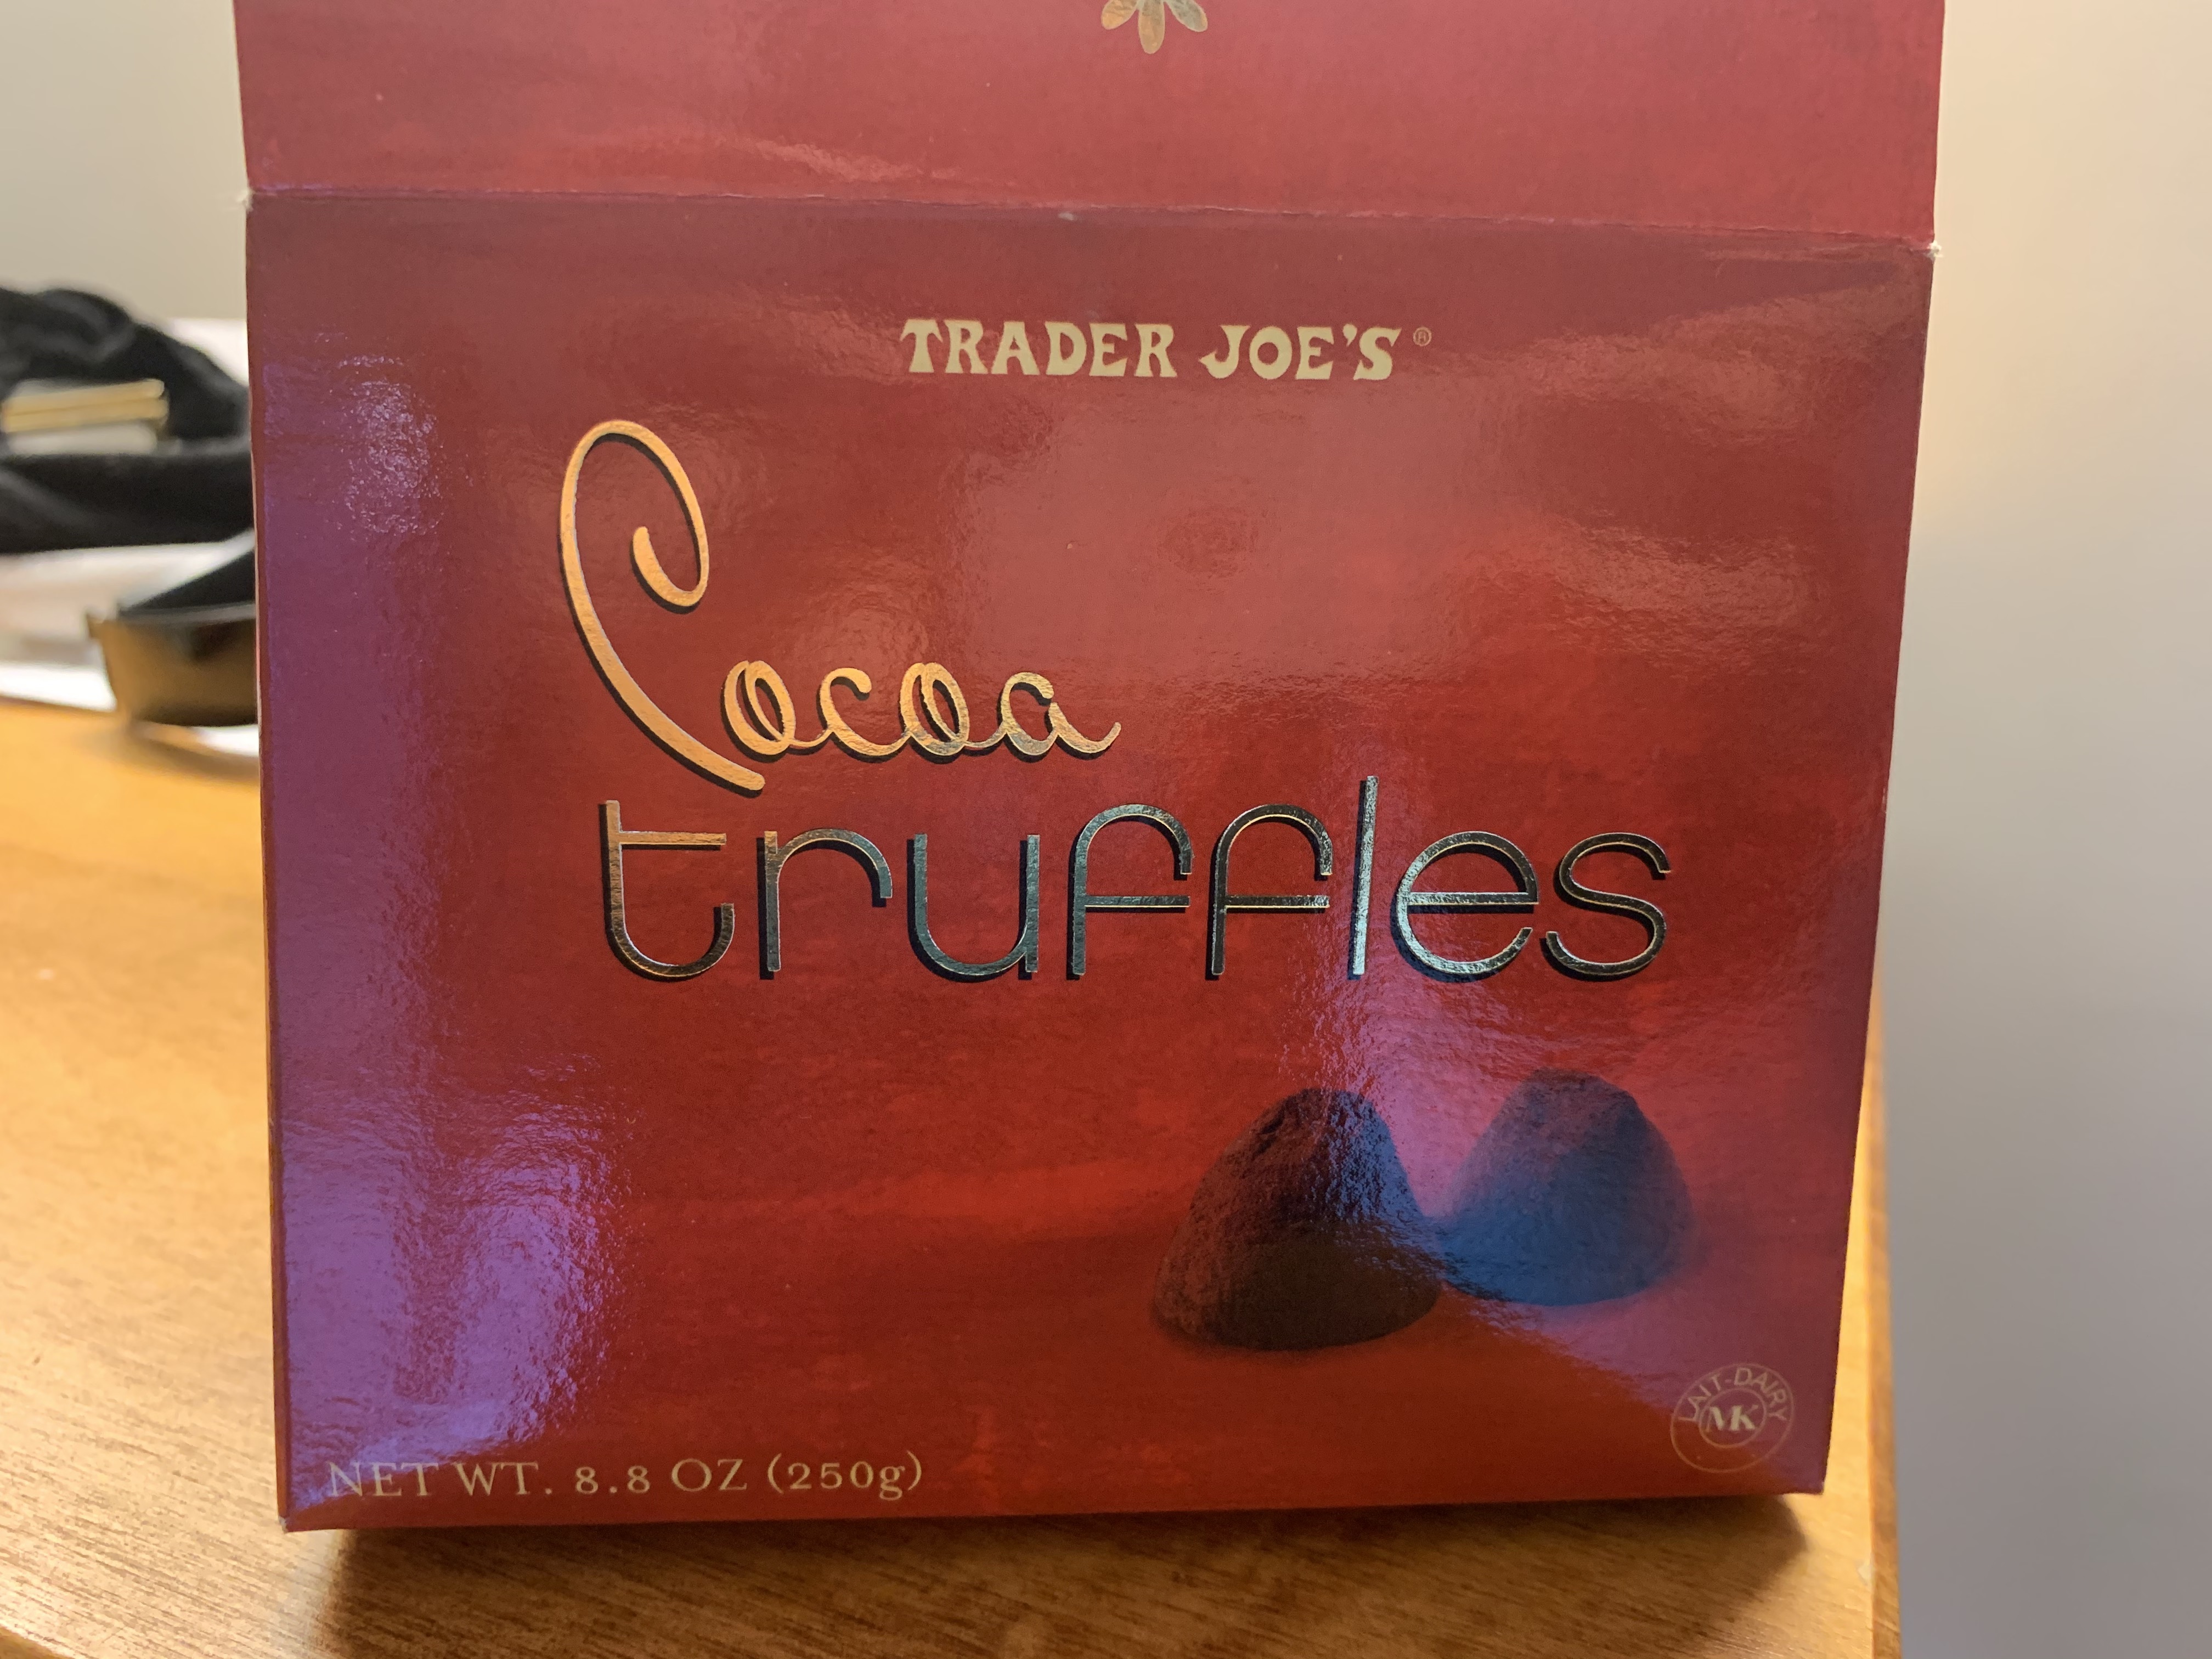 TRADER JOE'S®
Cocoa
truffles
LAIT-DAIRY
MK
NET WT. 8.8 OZ (250g)